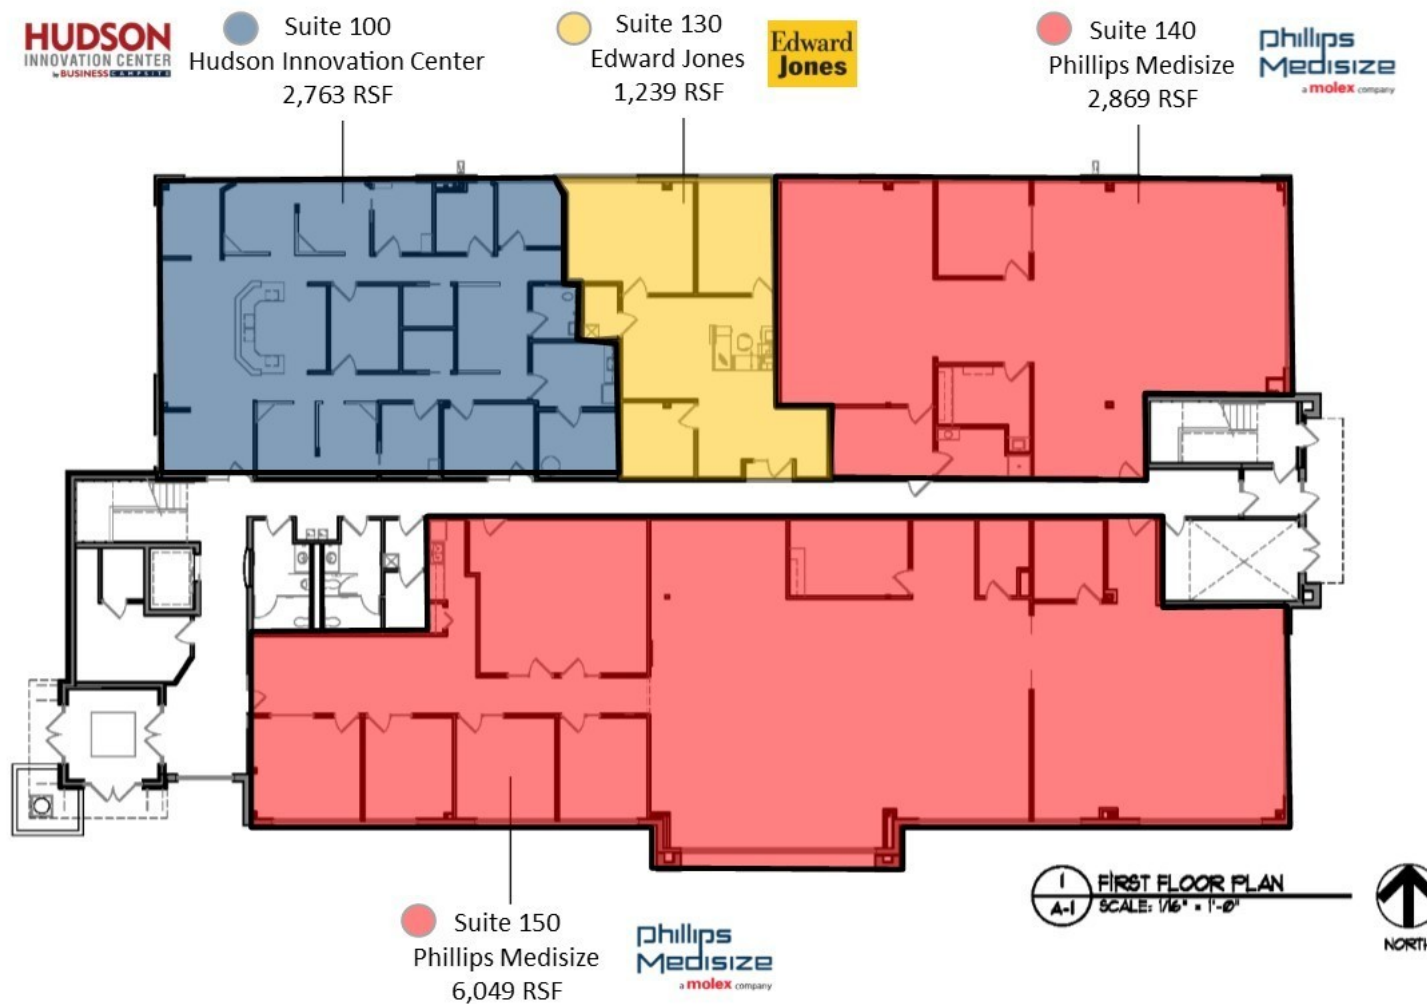 HUDSON
INNOVATION CENTER
by BUSINESSCAMPSITE
Suite 100
Hudson Innovation Center
2,763 RSF
Suite 130
Edward Jones
1,239 RSF
Edward
Jones
Suite 140
Phillips Medisize
2,869 RSF
phillips
Medisize
a molex company
Suite 150
Phillips Medisize
6,049 RSF
phillips
Medisize
a molex company
1
A-1
FIRST FLOOR PLAN
SCALE: 1/16" = 1'-0"
NORTH